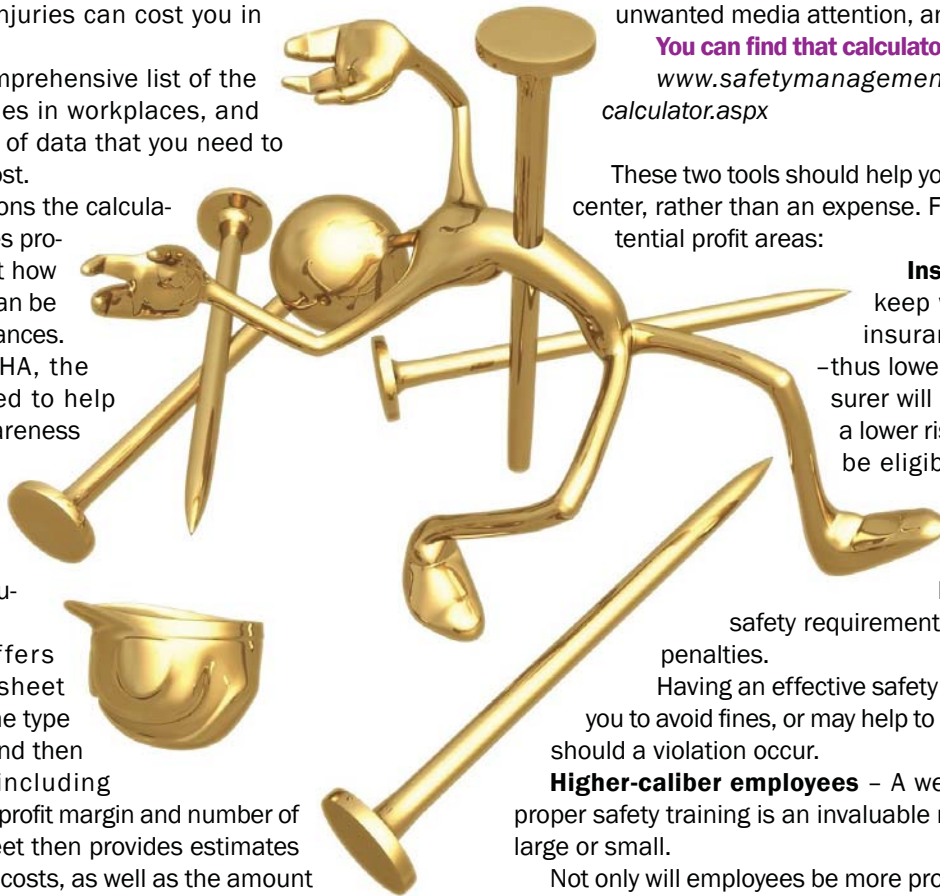 njuries can cost you in
mprehensive list of the
es in workplaces, and
of data that you need to
ost.
ons the calcula-
es pro-
t how
an be
ances.
HA, the
ed to help
areness
u-
ffers
sheet
ne type
nd then
including
profit margin and number of
eet then provides estimates
costs, as well as the amount
unwanted media attention, an
You can find that calculato
www.safetymanagemen
calculator.aspx
These two tools should help yo
center, rather than an expense. F
tential profit areas:
Ins
keep
insuran
–thus lowe
surer will
a lower ris
be eligib
safety requirement
penalties.
Having an effective safety
you to avoid fines, or may help to
should a violation occur.
Higher-caliber employees – A we
proper safety training is an invaluable
large or small.
Not only will employees be more pro